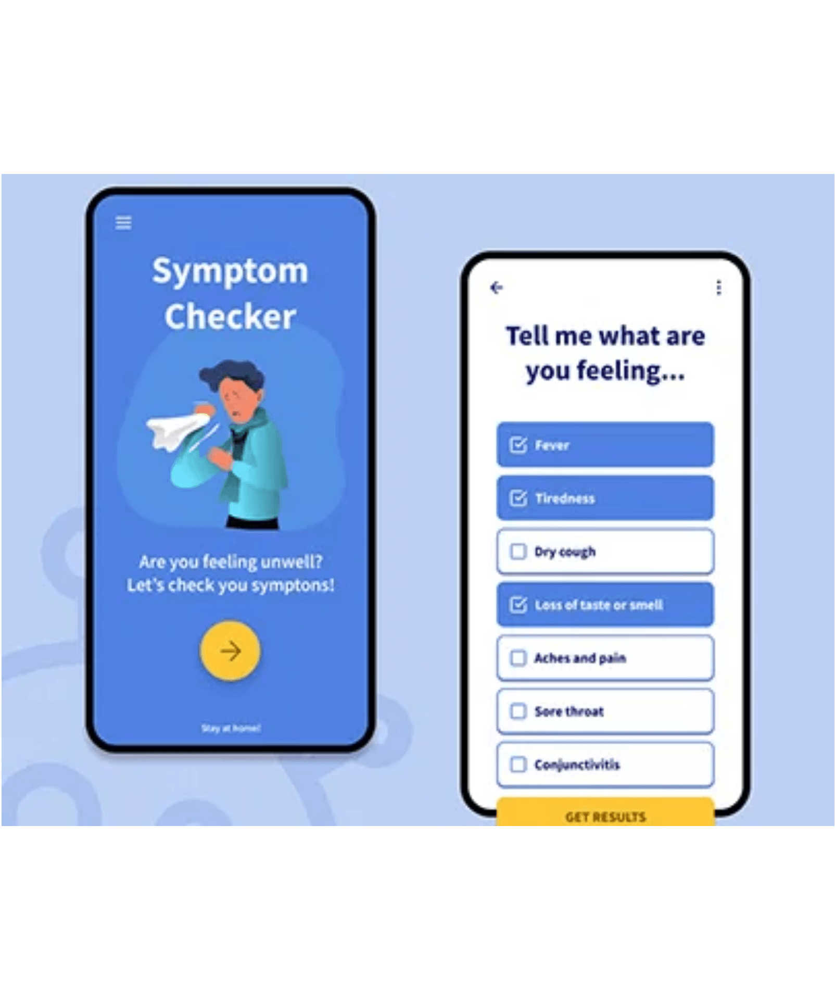 Symptom
Checker
Are you feeling unwell?
Let's check you symptons!
Stay at home!
Tell me what are
you feeling...
Fever
Tiredness
Dry cough
Loss of taste or smell
Aches and pain
Sore throat
Conjunctivitis
GET RESULTS